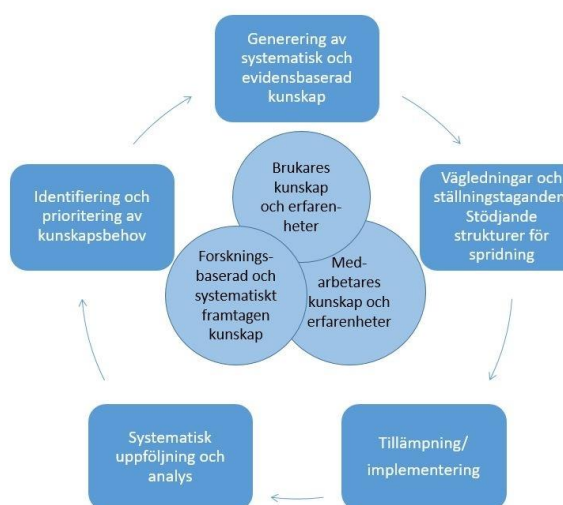 Generering av
systematisk och
evidensbaserad
kunskap
Vägledningar och
ställningstaganden
Stödjande
strukturer för
spridning
Tillämpning/
implementering
Systematisk
uppföljning och
analys
Identifiering och
prioritering av
kunskapsbehov
Brukares
kunskap
och erfaren-
heter
Med-
arbetares
kunskap och
erfarenheter
Forsknings-
baserad och
systematiskt
framtagen
kunskap